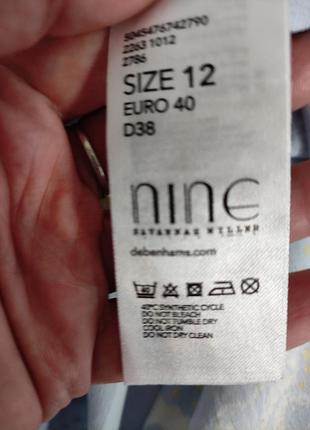 5045476742790
2263 1012
2786
SIZE 12
EURO 40
D38
nine
SAVANNAH MILLER
debenhams.com
40
40°C SYNTHETIC CYCLE
DO NOT BLEACH
DO NOT TUMBLE DRY
COOL IRON
DO NOT DRY CLEAN